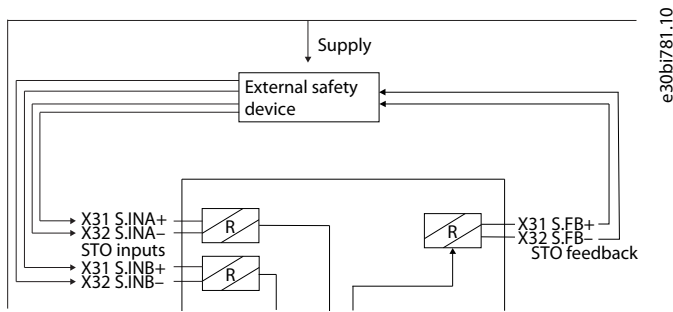 Supply
External safety
device
e30bi781.10
X31 S.INA+
X32 S.INA–
STO inputs
X31 S.INB+
X32 S.INB–
R
R
R
X31 S.FB+
X32 S.FB–
STO feedback